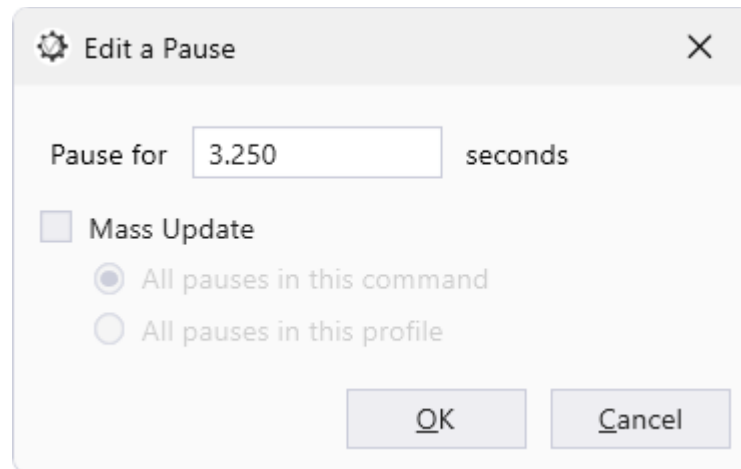 Edit a Pause
Pause for 3.250 seconds
Mass Update
All pauses in this command
All pauses in this profile
OK Cancel